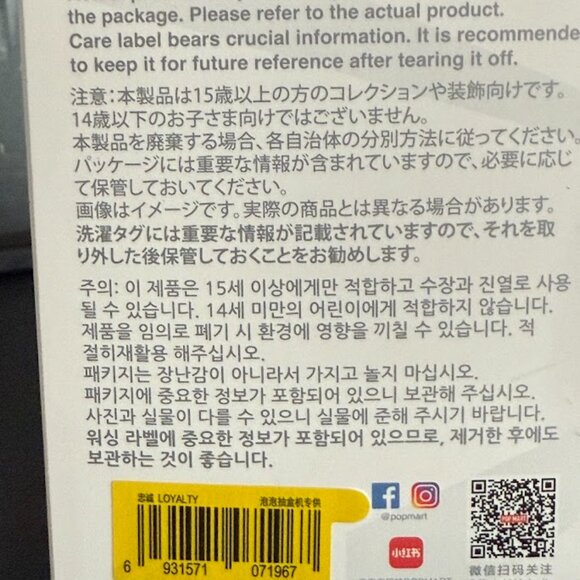 the package. Please refer to the actual product.
Care label bears crucial information. It is recommende
to keep it for future reference after tearing it off.
注意：本製品は15歳以上の方のコレクションや装飾向けです。
14歳以下のお子さま向けではございません。
本製品を廃棄する場合、各自治体の分別方法に従ってください。
パッケージには重要な情報が含まれていますので、必要に応じ
て保管しておいてください。
画像はイメージです。実際の商品とは異なる場合があります。
洗濯タグには重要な情報が記載されていますので、それを取
り外した後保管しておくことをお勧めします。
주의: 이 제품은 15세 이상에게만 적합하고 수장과 진열로 사용
될 수 있습니다. 14세 미만의 어린이에게 적합하지 않습니다.
제품을 임의로 폐기 시 환경에 영향을 끼칠 수 있습니다. 적
절히재활용 해주십시오.
패키지는 장난감이 아니라서 가지고 놀지 마십시오.
패키지에 중요한 정보가 포함되어 있으니 보관해 주십시오.
사진과 실물이 다를 수 있으니 실물에 준해 주시기 바랍니다.
워싱 라벨에 중요한 정보가 포함되어 있으므로, 제거한 후에도
보관하는 것이 좋습니다.
忠诚 LOYALTY 泡泡抽盒机专供
6 931571 071967
@popmart
小红书
POP MART
微信扫码关注